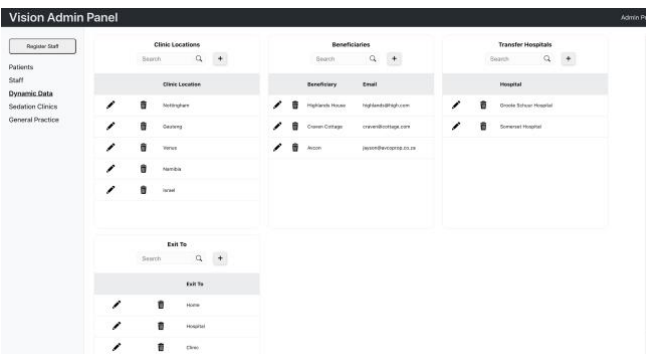 Vision Admin Panel
Admin P
Register Staff
Patients
Staff
Dynamic Data
Sedation Clinics
General Practice
Clinic Locations
Search
Clinic Location
Nottingham
Gauteng
Venus
Namibia
Israel
Beneficiaries
Search
Beneficiary Email
Highlands House highlands@high.com
Craven Cottage craven@cottage.com
Transfer Hospitals
Search
Hospital
Groote Schuur Hospital
Somerset Hospital
Exit To
Search
Exit To
Home
Hospital
Clinic